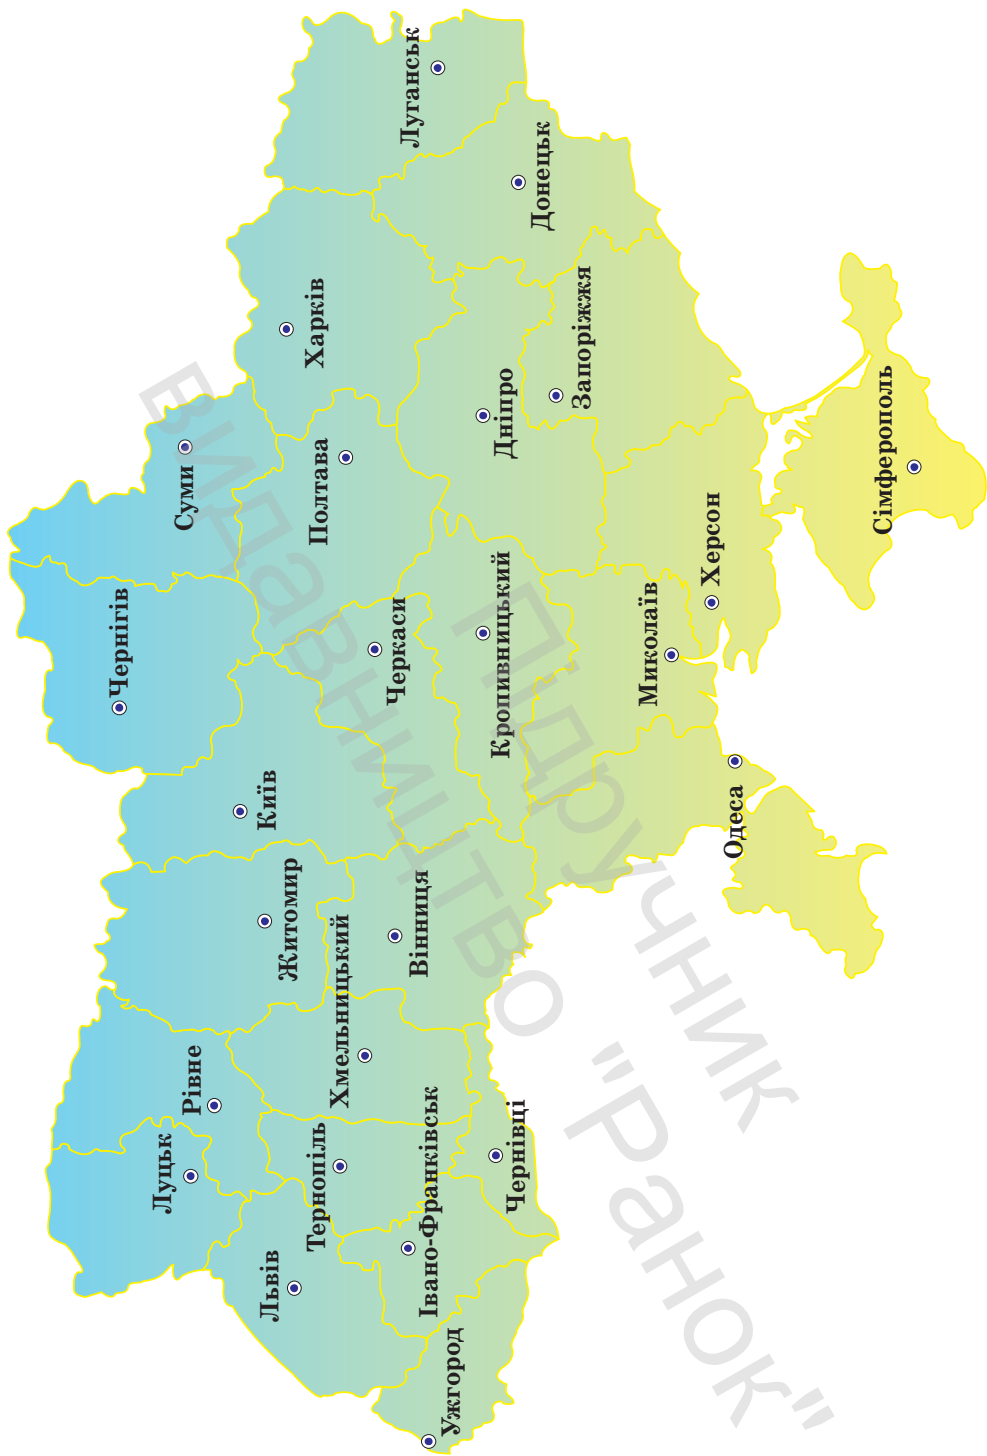 Луганськ
Донецьк
Харків
Запоріжжя
Дніпро
Суми
Полтава
Сімферополь
Херсон
Чернігів
Черкаси
Кропивницький
Миколаїв
Київ
Одеса
Житомир
Вінниця
Хмельницький
Рівне
Луцьк
Тернопіль
Івано-Франківськ
Чернівці
Львів
Ужгород
Підручник
Видавництво "Ранок"